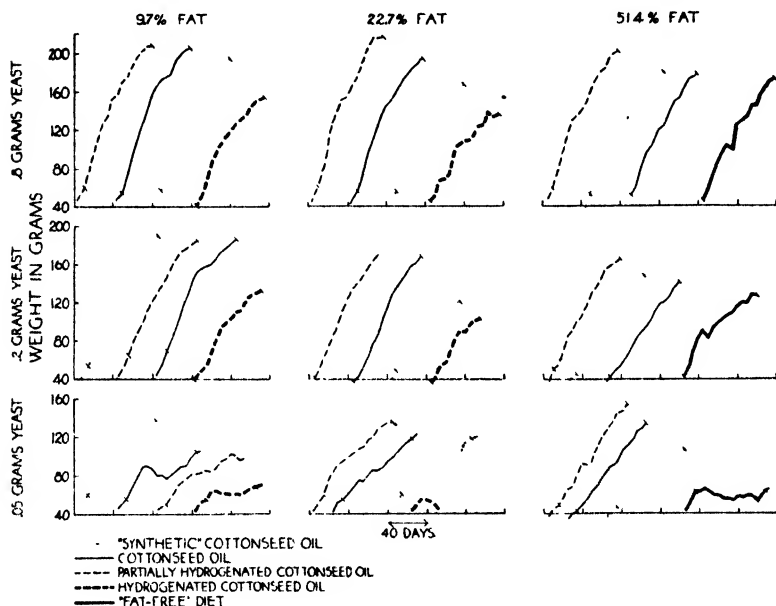 9.7% FAT 22.7% FAT 51.4% FAT
.8 GRAMS YEAST
200
160
120
80
40
.2 GRAMS YEAST
WEIGHT IN GRAMS
200
160
120
80
40
.05 GRAMS YEAST
160
120
80
40
40 DAYS
"SYNTHETIC" COTTONSEED OIL
COTTONSEED OIL
PARTIALLY HYDROGENATED COTTONSEED OIL
HYDROGENATED COTTONSEED OIL
"FAT-FREE" DIET